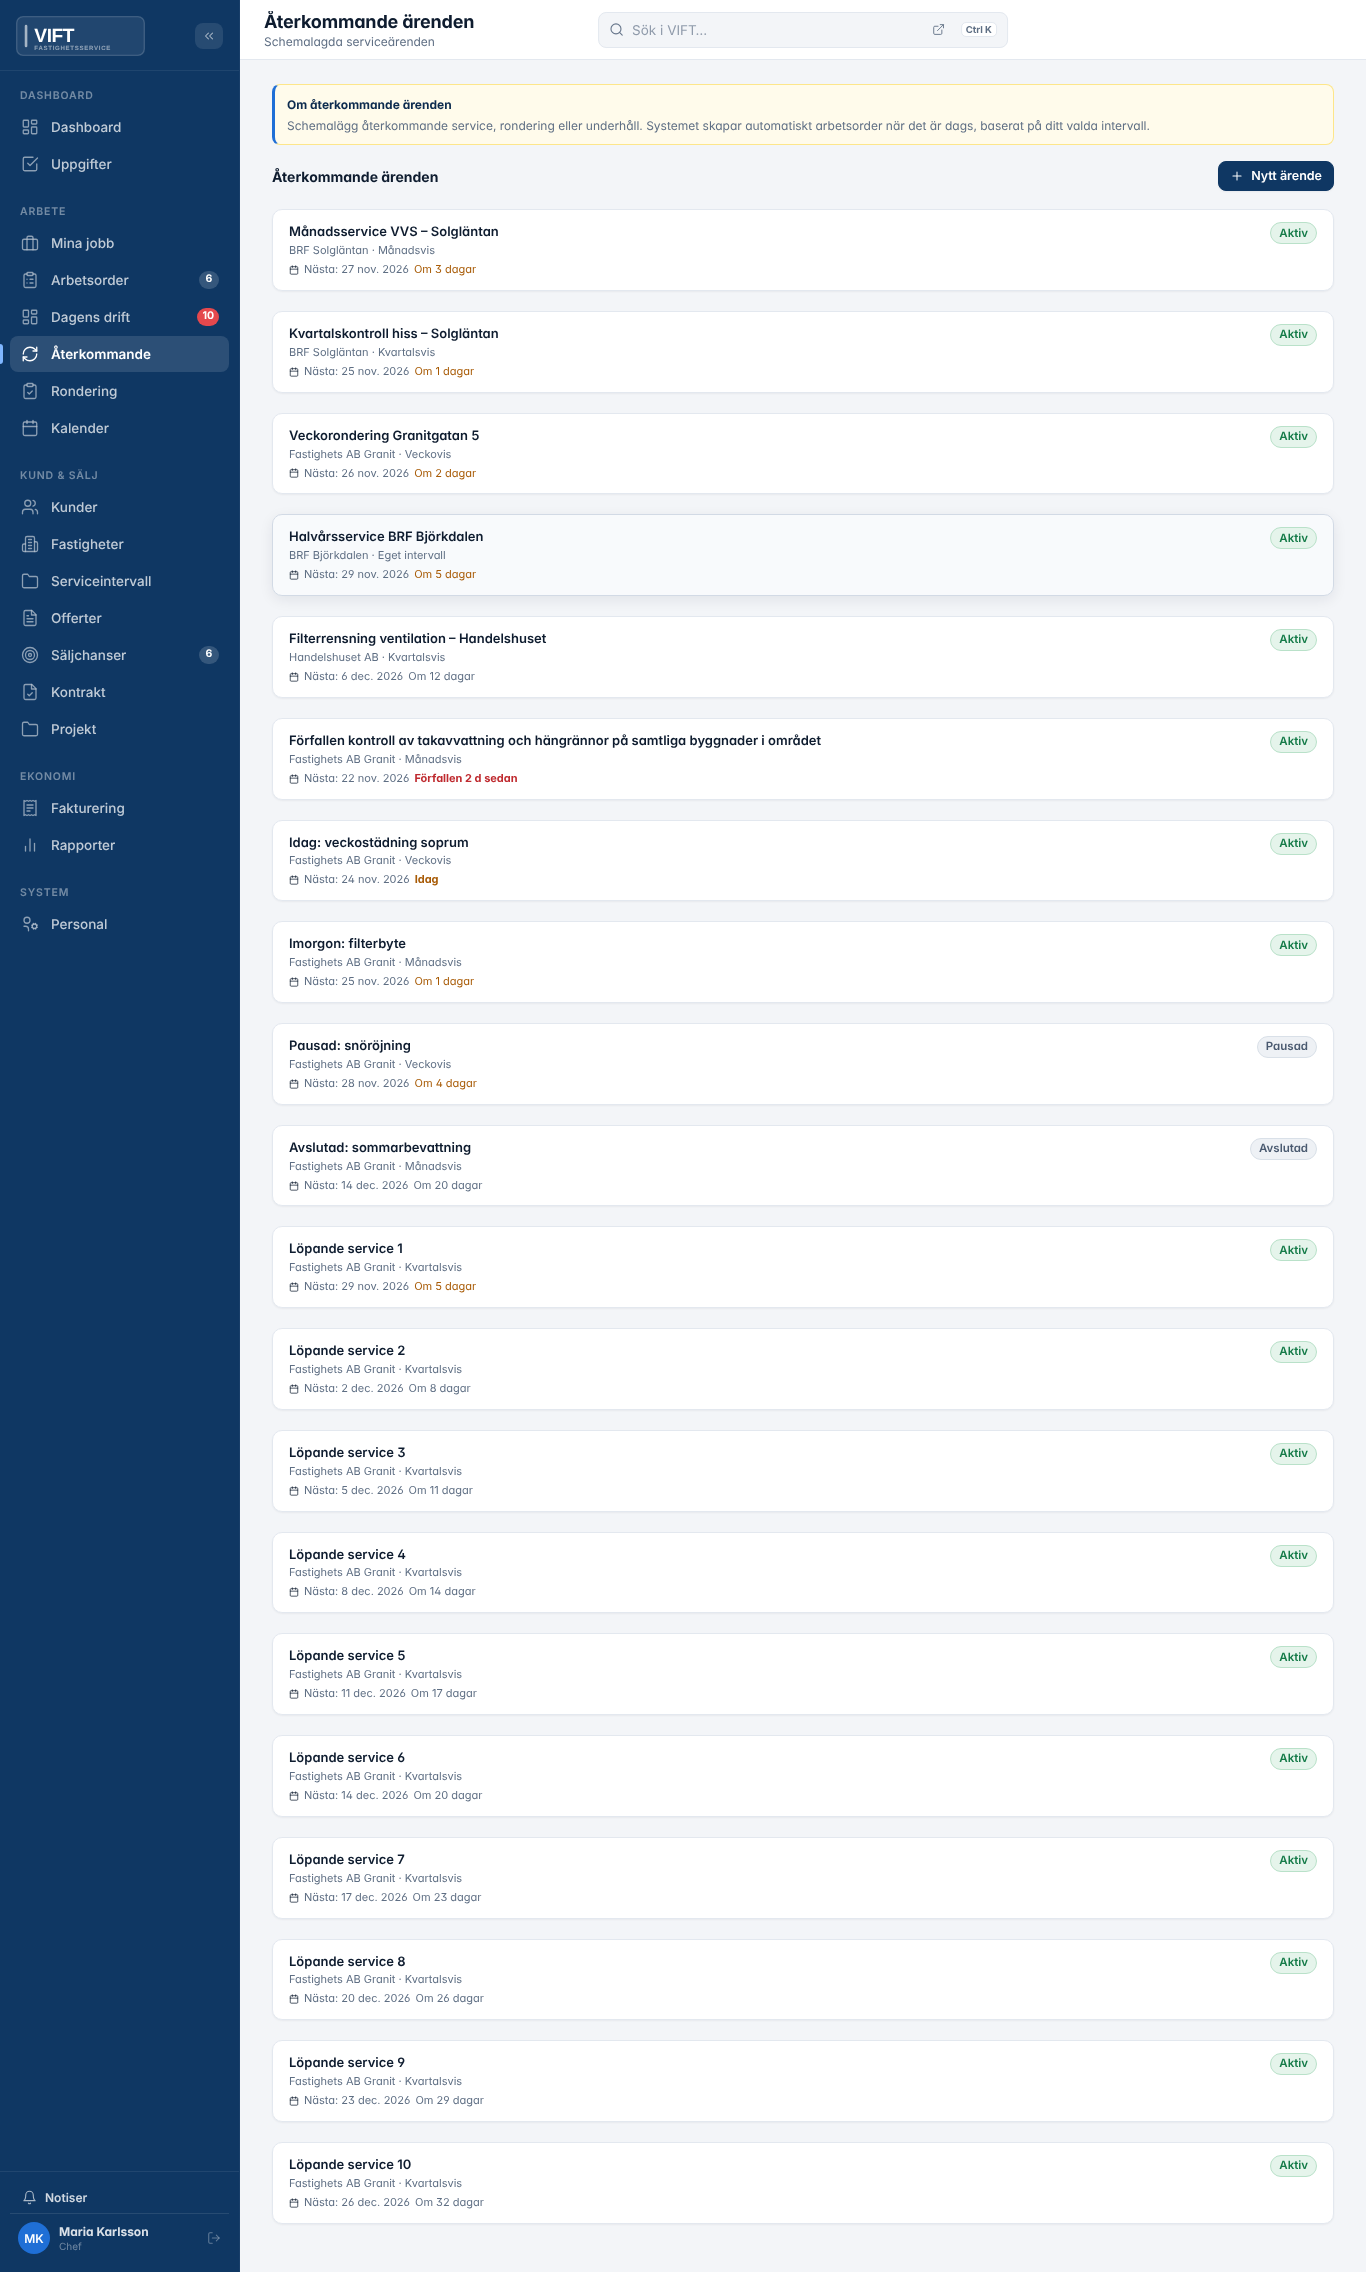 VIFT
FASTIGHETSSERVICE
DASHBOARD
Dashboard
Uppgifter
ARBETE
Mina jobb
Arbetsorder 6
Dagens drift 10
Återkommande
Rondering
Kalender
KUND & SÄLJ
Kunder
Fastigheter
Serviceintervall
Offerter
Säljchanser 6
Kontrakt
Projekt
EKONOMI
Fakturering
Rapporter
SYSTEM
Personal
Notiser
MK Maria Karlsson
Chef
Återkommande ärenden
Schemalagda serviceärenden
Sök i VIFT... Ctrl K
Om återkommande ärenden
Schemalägg återkommande service, rondering eller underhåll. Systemet skapar automatiskt arbetsorder när det är dags, baserat på ditt valda intervall.
Återkommande ärenden
Nytt ärende
Månadsservice VVS – Solgläntan Aktiv
BRF Solgläntan · Månadsvis
Nästa: 27 nov. 2026 Om 3 dagar
Kvartalskontroll hiss – Solgläntan Aktiv
BRF Solgläntan · Kvartalsvis
Nästa: 25 nov. 2026 Om 1 dagar
Veckorondering Granitgatan 5 Aktiv
Fastighets AB Granit · Veckovis
Nästa: 26 nov. 2026 Om 2 dagar
Halvårsservice BRF Björkdalen Aktiv
BRF Björkdalen · Eget intervall
Nästa: 29 nov. 2026 Om 5 dagar
Filterrensning ventilation – Handelshuset Aktiv
Handelshuset AB · Kvartalsvis
Nästa: 6 dec. 2026 Om 12 dagar
Förfallen kontroll av takavvattning och hängrännor på samtliga byggnader i området Aktiv
Fastighets AB Granit · Månadsvis
Nästa: 22 nov. 2026 Förfallen 2 d sedan
Idag: veckostädning soprum Aktiv
Fastighets AB Granit · Veckovis
Nästa: 24 nov. 2026 Idag
Imorgon: filterbyte Aktiv
Fastighets AB Granit · Månadsvis
Nästa: 25 nov. 2026 Om 1 dagar
Pausad: snöröjning Pausad
Fastighets AB Granit · Veckovis
Nästa: 28 nov. 2026 Om 4 dagar
Avslutad: sommarbevattning Avslutad
Fastighets AB Granit · Månadsvis
Nästa: 14 dec. 2026 Om 20 dagar
Löpande service 1 Aktiv
Fastighets AB Granit · Kvartalsvis
Nästa: 29 nov. 2026 Om 5 dagar
Löpande service 2 Aktiv
Fastighets AB Granit · Kvartalsvis
Nästa: 2 dec. 2026 Om 8 dagar
Löpande service 3 Aktiv
Fastighets AB Granit · Kvartalsvis
Nästa: 5 dec. 2026 Om 11 dagar
Löpande service 4 Aktiv
Fastighets AB Granit · Kvartalsvis
Nästa: 8 dec. 2026 Om 14 dagar
Löpande service 5 Aktiv
Fastighets AB Granit · Kvartalsvis
Nästa: 11 dec. 2026 Om 17 dagar
Löpande service 6 Aktiv
Fastighets AB Granit · Kvartalsvis
Nästa: 14 dec. 2026 Om 20 dagar
Löpande service 7 Aktiv
Fastighets AB Granit · Kvartalsvis
Nästa: 17 dec. 2026 Om 23 dagar
Löpande service 8 Aktiv
Fastighets AB Granit · Kvartalsvis
Nästa: 20 dec. 2026 Om 26 dagar
Löpande service 9 Aktiv
Fastighets AB Granit · Kvartalsvis
Nästa: 23 dec. 2026 Om 29 dagar
Löpande service 10 Aktiv
Fastighets AB Granit · Kvartalsvis
Nästa: 26 dec. 2026 Om 32 dagar